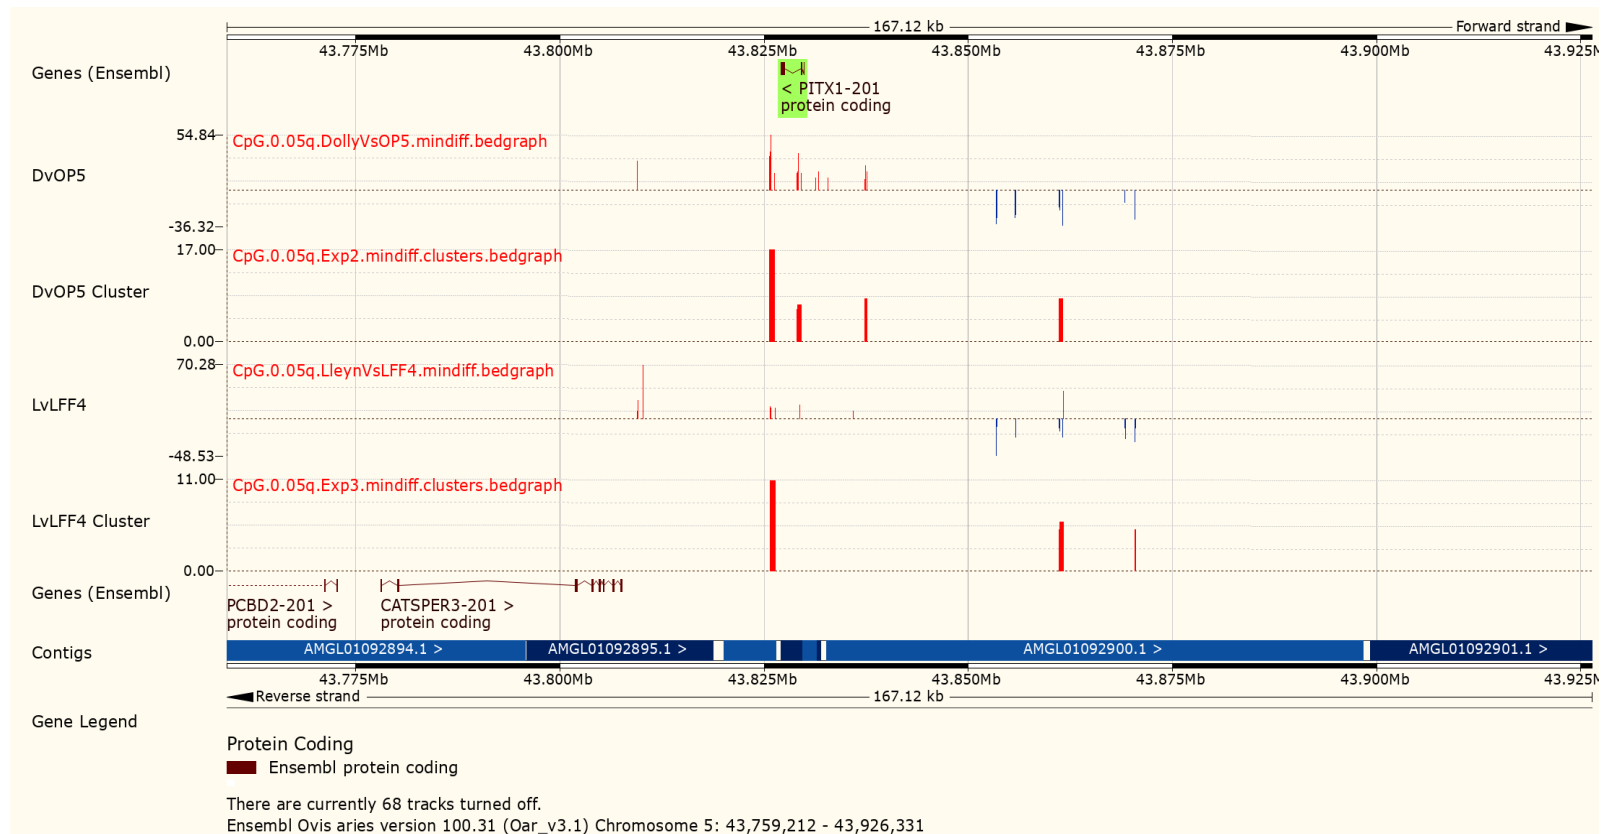 167.12 kb Forward strand
43.775Mb 43.800Mb 43.825Mb 43.850Mb 43.875Mb 43.900Mb 43.925M
Genes (Ensembl)
< PITX1-201
protein coding
54.84
CpG.0.05q.DollyVsOP5.mindiff.bedgraph
DvOP5
-36.32
17.00
CpG.0.05q.Exp2.mindiff.clusters.bedgraph
DvOP5 Cluster
0.00
70.28
CpG.0.05q.LleynVsLFF4.mindiff.bedgraph
LvLFF4
-48.53
11.00
CpG.0.05q.Exp3.mindiff.clusters.bedgraph
LvLFF4 Cluster
0.00
Genes (Ensembl)
PCBD2-201 > CATSPER3-201 >
protein coding protein coding
Contigs
AMGL01092894.1 > AMGL01092895.1 > AMGL01092900.1 > AMGL01092901.1 >
43.775Mb 43.800Mb 43.825Mb 43.850Mb 43.875Mb 43.900Mb 43.925M
Reverse strand 167.12 kb
Gene Legend
Protein Coding
Ensembl protein coding
There are currently 68 tracks turned off.
Ensembl Ovis aries version 100.31 (Oar_v3.1) Chromosome 5: 43,759,212 - 43,926,331